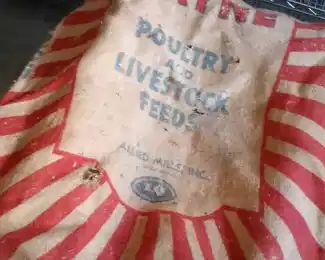 POULTRY
AND
LIVESTOCK
FEEDS
ALLIED MILLS, INC.